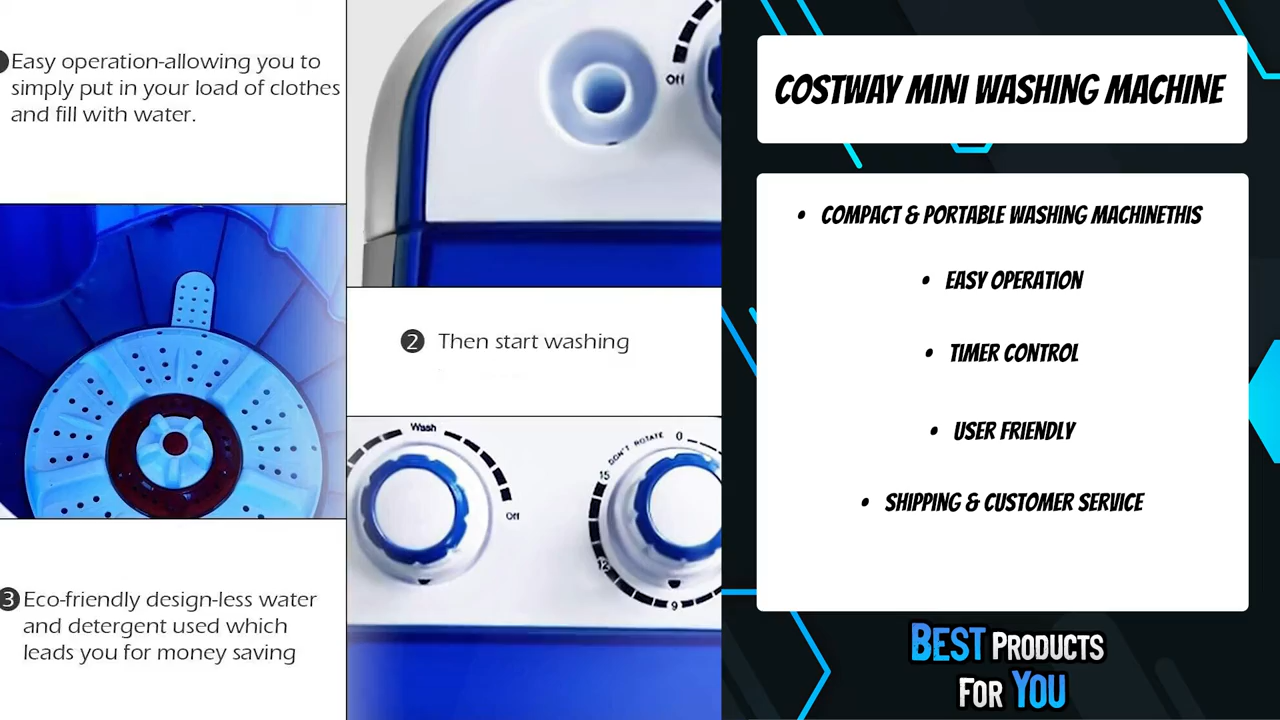 Easy operation-allowing you to
simply put in your load of clothes
and fill with water.
Off
2 Then start washing
Wash
Off
DON'T ROTATE 0
15
12
9
3 Eco-friendly design-less water
and detergent used which
leads you for money saving
COSTWAY MINI WASHING MACHINE
• COMPACT & PORTABLE WASHING MACHINETHIS
• EASY OPERATION
• TIMER CONTROL
• USER FRIENDLY
• SHIPPING & CUSTOMER SERVICE
BEST PRODUCTS
FOR YOU